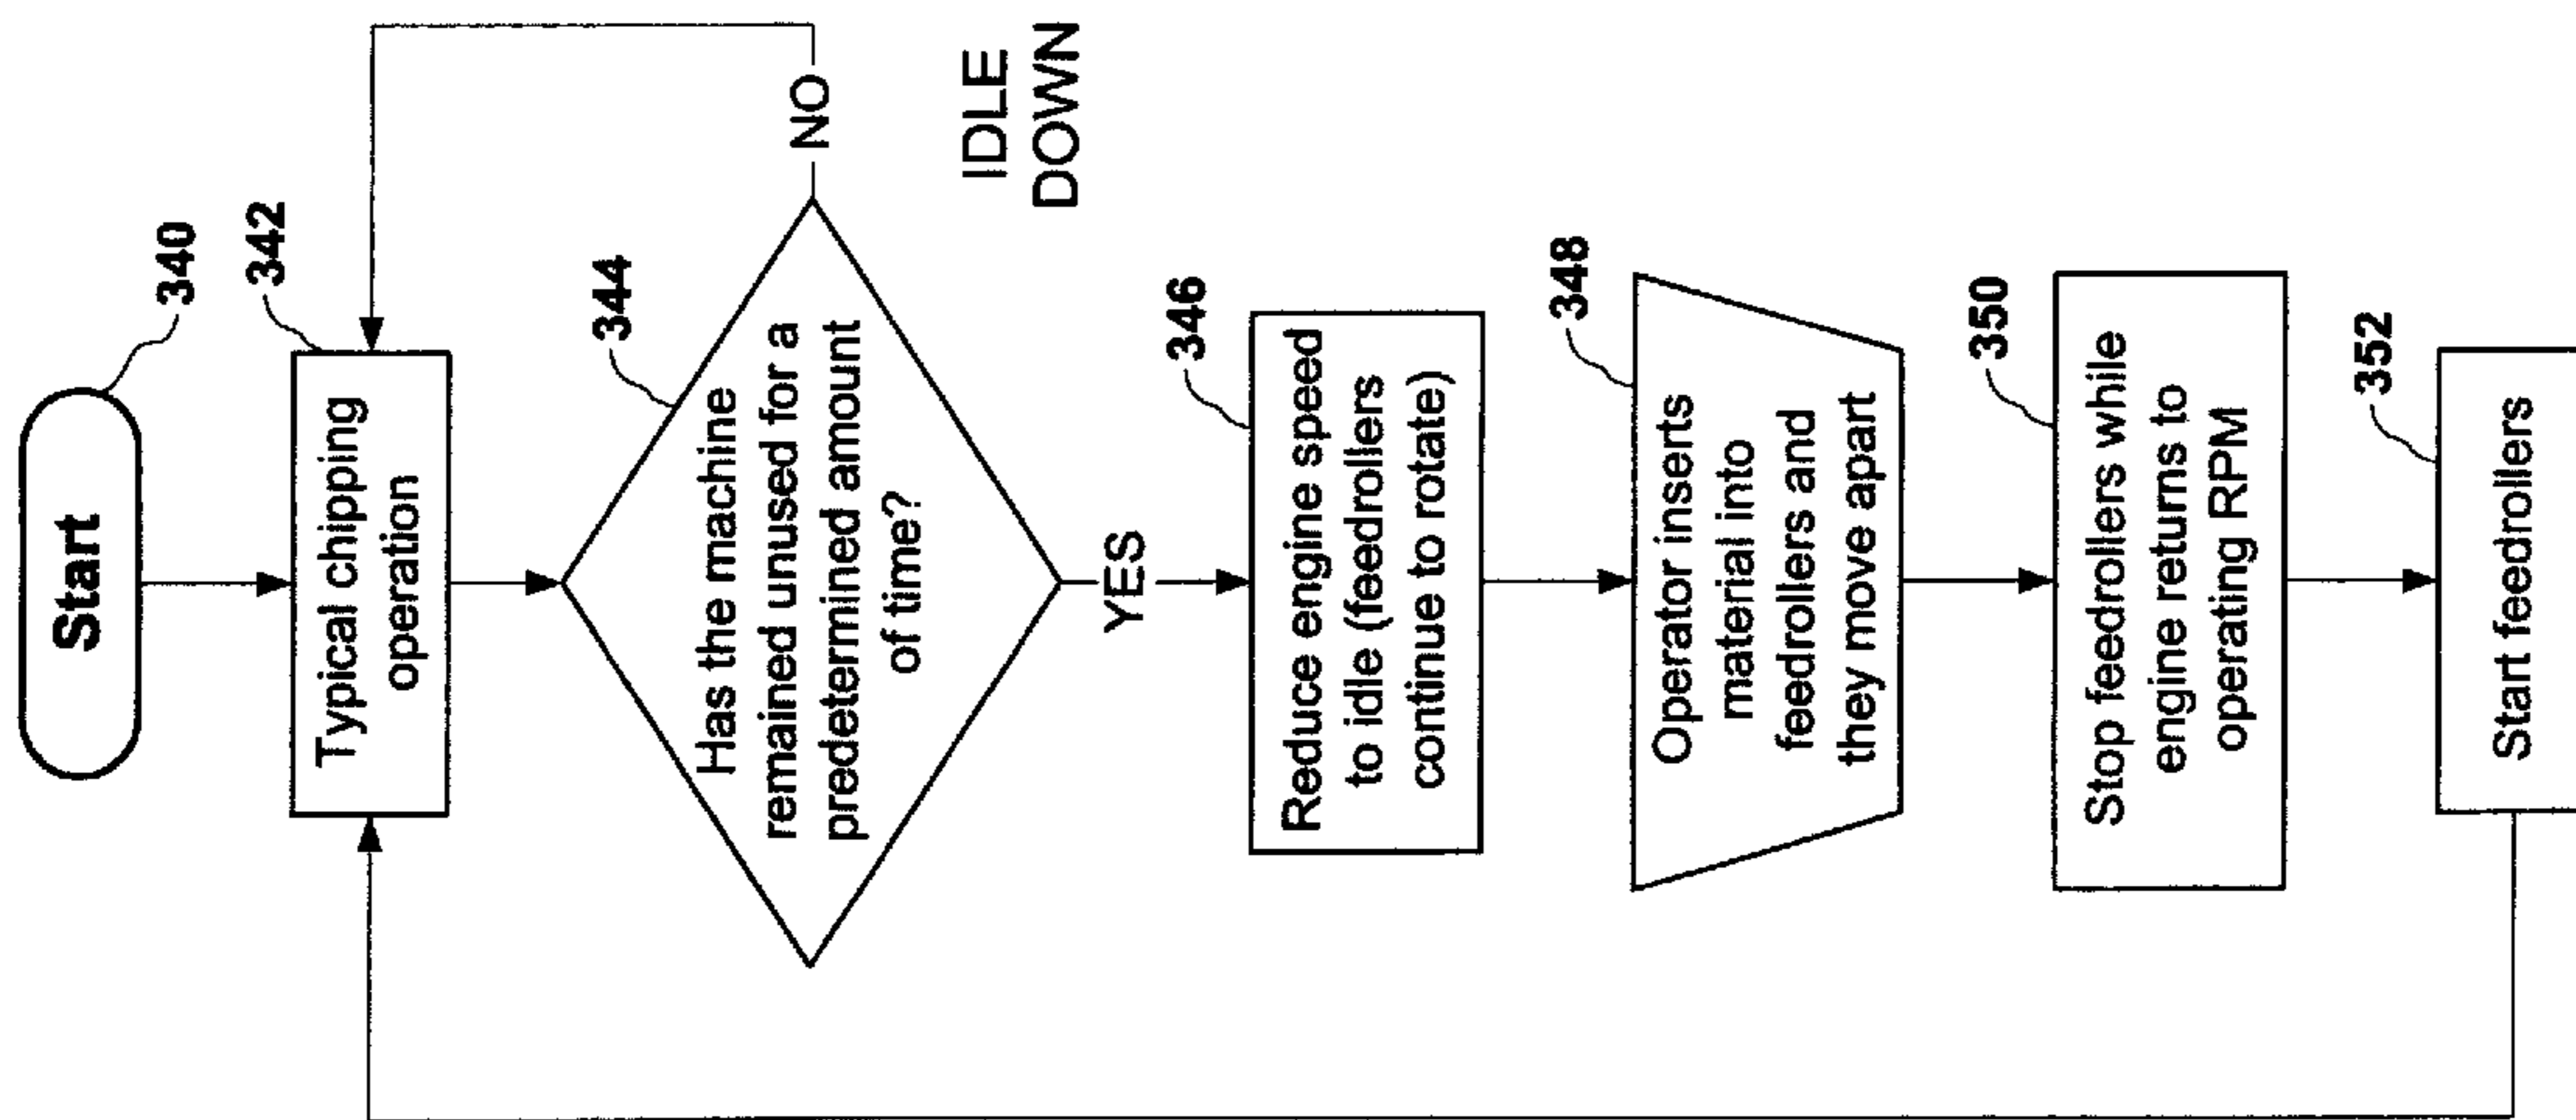 Start
340
Typical chipping
operation
342
Has the machine
remained unused for a
predetermined amount
of time?
344
NO
IDLE
DOWN
YES
Reduce engine speed
to idle (feedrollers
continue to rotate)
346
Operator inserts
material into
feedrollers and
they move apart
348
Stop feedrollers while
engine returns to
operating RPM
350
Start feedrollers
352